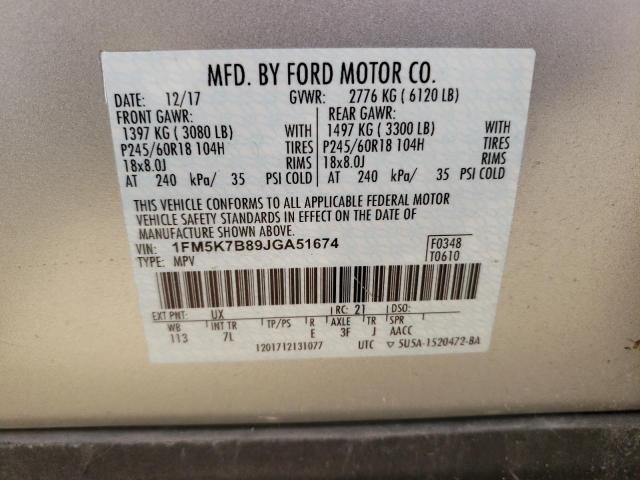 MFD. BY FORD MOTOR CO.
DATE: 12/17 GVWR: 2776 KG ( 6120 LB)
FRONT GAWR: REAR GAWR:
1397 KG ( 3080 LB) WITH 1497 KG ( 3300 LB) WITH
P245/60R18 104H TIRES P245/60R18 104H TIRES
18x8.0J RIMS 18x8.0J RIMS
AT 240 kPa/ 35 PSI COLD AT 240 kPa/ 35 PSI COLD
THIS VEHICLE CONFORMS TO ALL APPLICABLE FEDERAL MOTOR
VEHICLE SAFETY STANDARDS IN EFFECT ON THE DATE OF
MANUFACTURE SHOWN ABOVE.
VIN: 1FM5K7B89JGA51674 F0348
TYPE: MPV T0610
EXT PNT: UX RC: 21 DSO:
WB INT TR TP/PS R AXLE TR SPR
113 7L E 3F J AACC
1201712131077 UTC ▽ 5U5A-1520472-BA